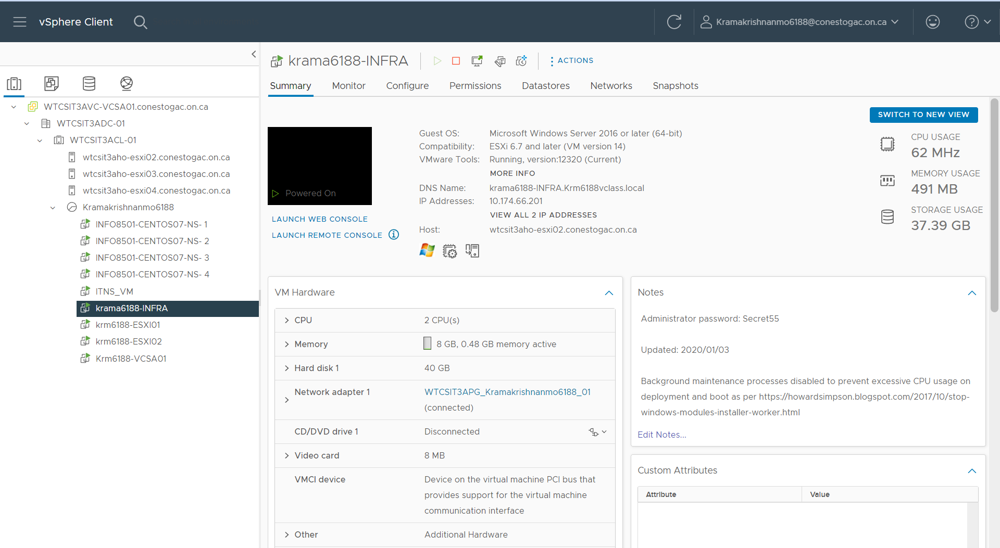 vSphere Client
Kramakrishnanmo6188@conestogac.on.ca
WTCSIT3AVC-VCSA01.conestogac.on.ca
WTCSIT3ADC-01
WTCSIT3ACL-01
wtcsit3aho-esxi02.conestogac.on.ca
wtcsit3aho-esxi03.conestogac.on.ca
wtcsit3aho-esxi04.conestogac.on.ca
Kramakrishnanmo6188
INFO8501-CENTOS07-NS- 1
INFO8501-CENTOS07-NS- 2
INFO8501-CENTOS07-NS- 3
INFO8501-CENTOS07-NS- 4
ITNS_VM
krama6188-INFRA
krm6188-ESXI01
krm6188-ESXI02
Krm6188-VCSA01
krama6188-INFRA
ACTIONS
Summary Monitor Configure Permissions Datastores Networks Snapshots
SWITCH TO NEW VIEW
Powered On
LAUNCH WEB CONSOLE
LAUNCH REMOTE CONSOLE
Guest OS: Microsoft Windows Server 2016 or later (64-bit)
Compatibility: ESXi 6.7 and later (VM version 14)
VMware Tools: Running, version:12320 (Current)
MORE INFO
DNS Name: krama6188-INFRA.Krm6188vclass.local
IP Addresses: 10.174.66.201
VIEW ALL 2 IP ADDRESSES
Host: wtcsit3aho-esxi02.conestogac.on.ca
CPU USAGE
62 MHz
MEMORY USAGE
491 MB
STORAGE USAGE
37.39 GB
VM Hardware
CPU 2 CPU(s)
Memory 8 GB, 0.48 GB memory active
Hard disk 1 40 GB
Network adapter 1 WTCSIT3APG_Kramakrishnanmo6188_01
(connected)
CD/DVD drive 1 Disconnected
Video card 8 MB
VMCI device Device on the virtual machine PCI bus that
provides support for the virtual machine
communication interface
Other Additional Hardware
Notes
Administrator password: Secret55
Updated: 2020/01/03
Background maintenance processes disabled to prevent excessive CPU usage on
deployment and boot as per https://howardsimpson.blogspot.com/2017/10/stop-
windows-modules-installer-worker.html
Edit Notes...
Custom Attributes
Attribute Value